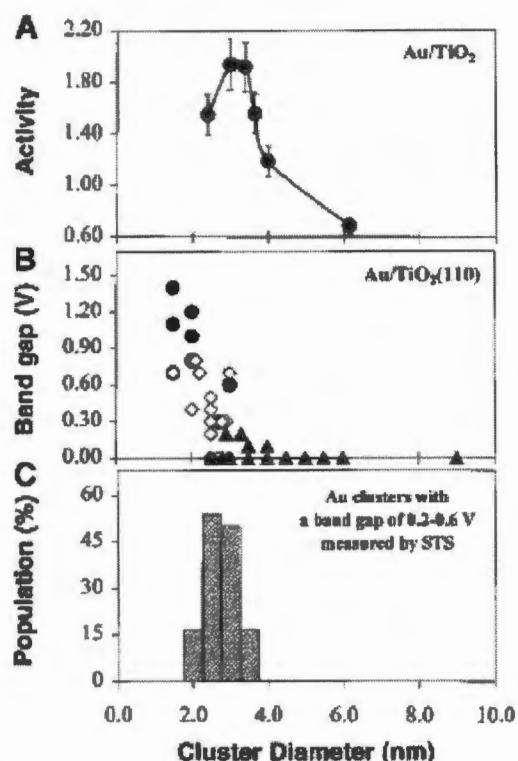 A
2.20
1.80
1.40
1.00
0.60
Activity
Au/TiO₂
B
1.50
1.20
0.90
0.60
0.30
0.00
Band gap (V)
Au/TiO₂(110)
C
60
45
30
15
0
Population (%)
Au clusters with
a band gap of 0.2-0.6 V
measured by STS
0.0 2.0 4.0 6.0 8.0 10.0
Cluster Diameter (nm)